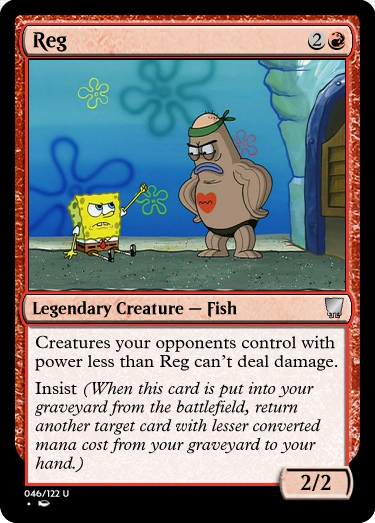 Reg 2
Legendary Creature — Fish
Creatures your opponents control with
power less than Reg can't deal damage.
Insist (When this card is put into your
graveyard from the battlefield, return
another target card with lesser converted
mana cost from your graveyard to your
hand.)
2/2
046/122 U